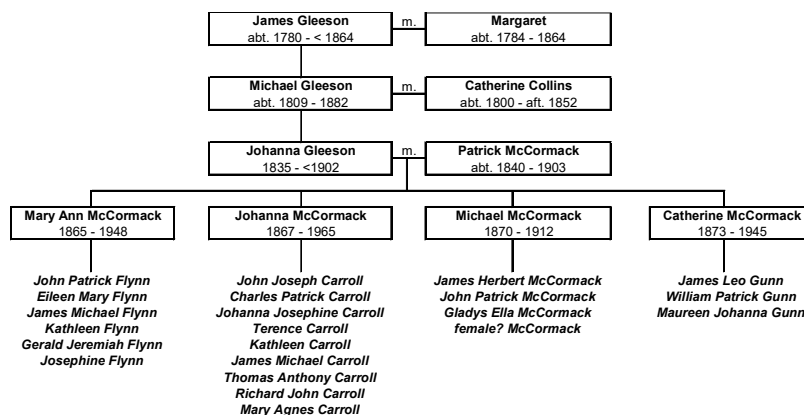 James Gleeson
abt. 1780 - < 1864
m.
Margaret
abt. 1784 - 1864
Michael Gleeson
abt. 1809 - 1882
m.
Catherine Collins
abt. 1800 - aft. 1852
Johanna Gleeson
1835 - <1902
m.
Patrick McCormack
abt. 1840 - 1903
Mary Ann McCormack
1865 - 1948
John Patrick Flynn
Eileen Mary Flynn
James Michael Flynn
Kathleen Flynn
Gerald Jeremiah Flynn
Josephine Flynn
Johanna McCormack
1867 - 1965
John Joseph Carroll
Charles Patrick Carroll
Johanna Josephine Carroll
Terence Carroll
Kathleen Carroll
James Michael Carroll
Thomas Anthony Carroll
Richard John Carroll
Mary Agnes Carroll
Michael McCormack
1870 - 1912
James Herbert McCormack
John Patrick McCormack
Gladys Ella McCormack
female? McCormack
Catherine McCormack
1873 - 1945
James Leo Gunn
William Patrick Gunn
Maureen Johanna Gunn